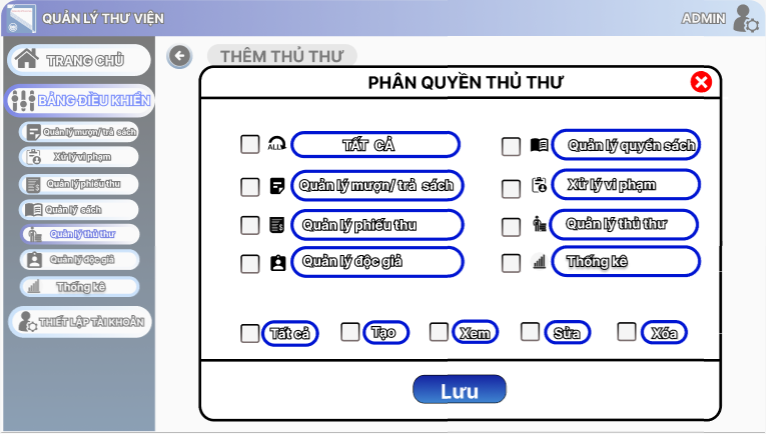 QUẢN LÝ THƯ VIỆN
ADMIN
TRANG CHỦ
BẢNG ĐIỀU KHIỂN
Quản lý mượn/ trả sách
Xử lý vi phạm
Quản lý phiếu thu
Quản lý sách
Quản lý thủ thư
Quản lý độc giả
Thống kê
THIẾT LẬP TÀI KHOẢN
THÊM THỦ THƯ
PHÂN QUYỀN THỦ THƯ
ALL
TẤT CẢ
Quản lý quyển sách
Quản lý mượn/ trả sách
Xử lý vi phạm
Quản lý phiếu thu
Quản lý thủ thư
Quản lý độc giả
Thống kê
Tất cả
Tạo
Xem
Sửa
Xóa
Lưu